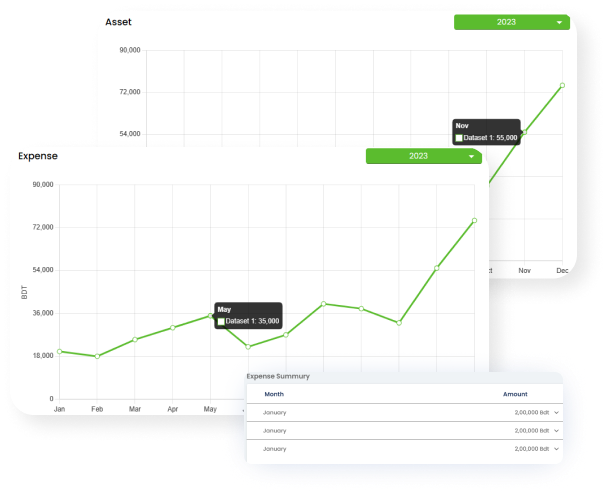 Asset
2023
90,000
72,000
54,000
Nov
Dataset 1: 55,000
Nov
Dec
Expense
2023
90,000
72,000
54,000
36,000
18,000
0
BDT
May
Dataset 1: 35,000
Jan
Feb
Mar
Apr
May
Expense Summury
Month
Amount
January
2,00,000 Bdt
January
2,00,000 Bdt
January
2,00,000 Bdt